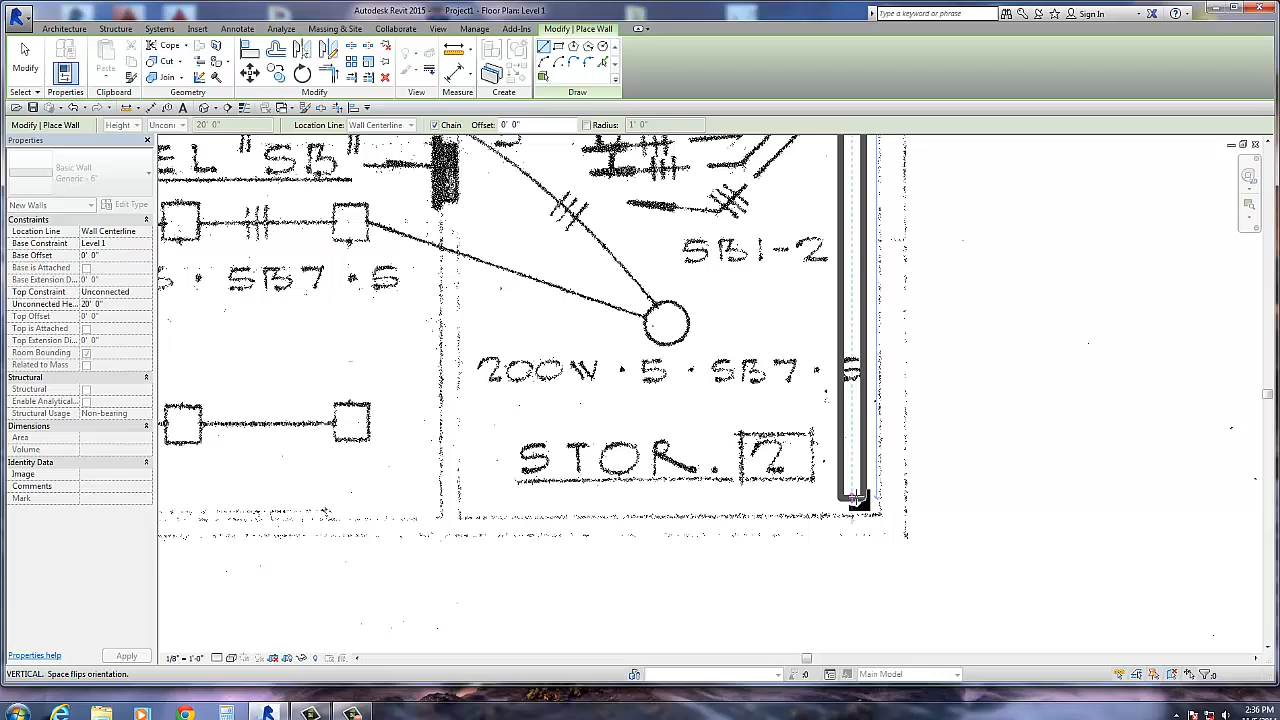 Autodesk Revit 2015 - Project1 - Floor Plan: Level 1
Type a keyword or phrase
Sign In
Architecture Structure Systems Insert Annotate Analyze Massing & Site Collaborate View Manage Add-Ins Modify | Place Wall
Modify
Paste
Cope
Cut
Join
Select Properties Clipboard Geometry Modify View Measure Create Draw
Modify | Place Wall Height Unconn 20' 0" Location Line: Wall Centerline Chain Offset: 0' 0" Radius: 1' 0"
Properties
Basic Wall
Generic - 6"
New Walls Edit Type
Constraints
Location Line Wall Centerline
Base Constraint Level 1
Base Offset 0' 0"
Base is Attached
Base Extension D... 0' 0"
Top Constraint Unconnected
Unconnected He... 20' 0"
Top Offset 0' 0"
Top is Attached
Top Extension Di... 0' 0"
Room Bounding
Related to Mass
Structural
Structural
Enable Analytical...
Structural Usage Non-bearing
Dimensions
Area
Volume
Identity Data
Image
Comments
Mark
Properties help Apply
EL "SB"
SB1-2
S · SB7 · S
200W · 5 · SB7 · S
STOR. 2
1/8" = 1'-0"
VERTICAL. Space flips orientation.
:0
Main Model
:0
2:36 PM